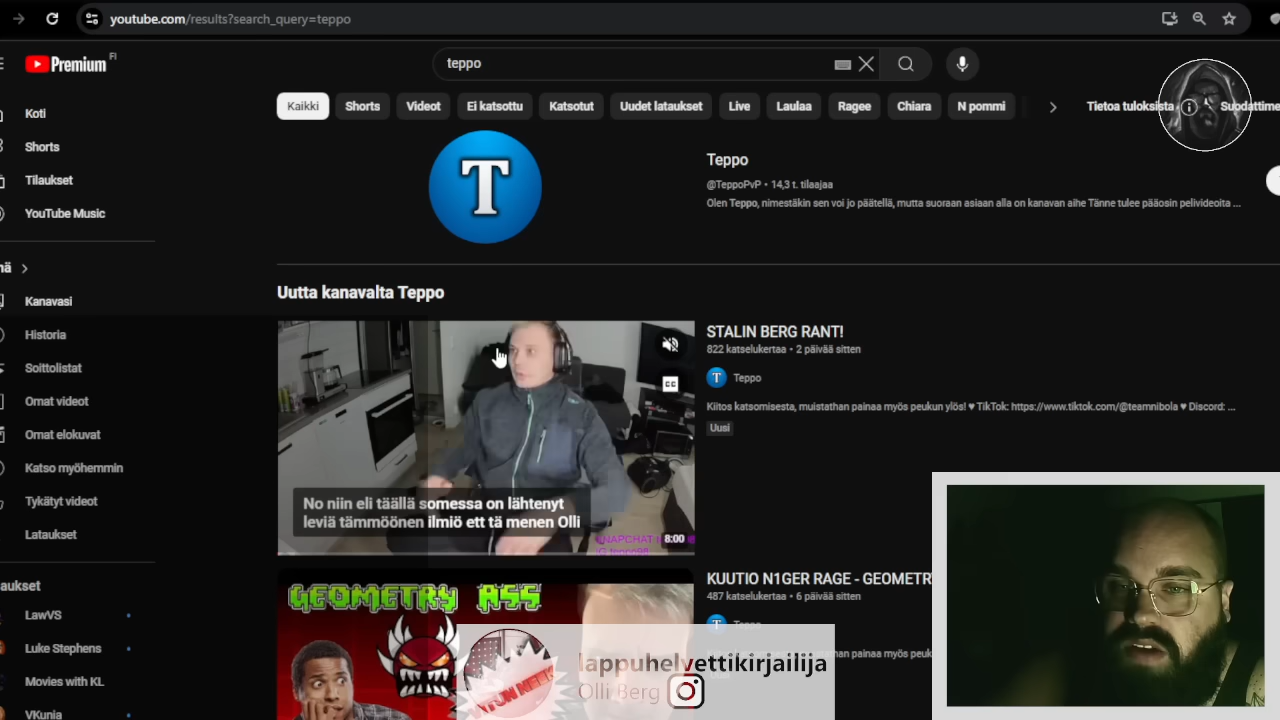 youtube.com/results?search_query=teppo
Premium FI
teppo
Kaikki
Shorts
Videot
Ei katsottu
Katsotut
Uudet lataukset
Live
Laulaa
Ragee
Chiara
N pommi
Tietoa tuloksista
Suodattime
Koti
Shorts
Tilaukset
YouTube Music
Kanavasi
Historia
Soittolistat
Omat videot
Omat elokuvat
Katso myöhemmin
Tykätyt videot
Lataukset
LawVS
Luke Stephens
Movies with KL
VKunia
T
Teppo
@TeppoPvP • 14,3 t. tilaajaa
Olen Teppo, nimestäkin sen voi jo päätellä, mutta suoraan asiaan alla on kanavan aihe Tänne tulee pääosin pelivideoita ...
Uutta kanavalta Teppo
CC
No niin eli täällä somessa on lähtenyt
leviä tämmöönen ilmiö ett tä menen Olli
8:00
STALIN BERG RANT!
822 katselukertaa • 2 päivää sitten
T Teppo
Kiitos katsomisesta, muistathan painaa myös peukun ylös! ♥ TikTok: https://www.tiktok.com/@teamnibola ♥ Discord: ...
Uusi
GEOMETRY ASS
KUUTIO N1GER RAGE - GEOMETR
487 katselukertaa • 6 päivää sitten
T Teppo
lappuhelvettikirjailija
Olli Berg